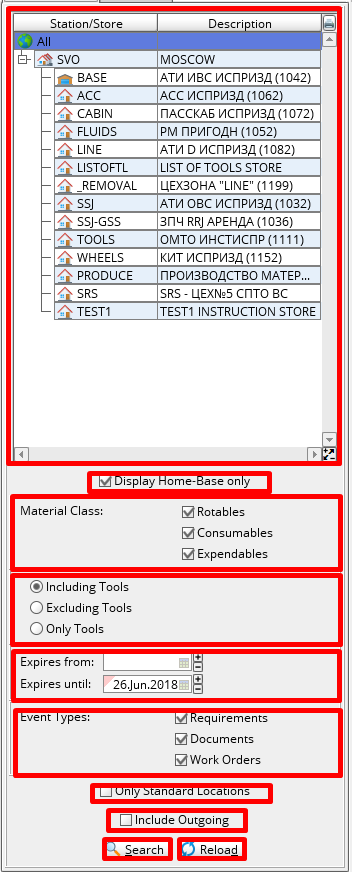 Station/Store Description
All
SVO MOSCOW
BASE АТИ ИВС ИСПРИЗД (1042)
ACC АСС ИСПРИЗД (1062)
CABIN ПАССКАБ ИСПРИЗД (1072)
FLUIDS РМ ПРИГОДН (1052)
LINE АТИ D ИСПРИЗД (1082)
LISTOFTL LIST OF TOOLS STORE
_REMOVAL ЦЕХЗОНА "LINE" (1199)
SSJ АТИ ОВС ИСПРИЗД (1032)
SSJ-GSS ЗПЧ RRJ АРЕНДА (1036)
TOOLS ОМТО ИНСТИСПР (1111)
WHEELS КИТ ИСПРИЗД (1152)
PRODUCE ПРОИЗВОДСТВО МАТЕР...
SRS SRS - ЦЕХ№5 СПТО ВС
TEST1 TEST1 INSTRUCTION STORE
Display Home-Base only
Material Class: Rotables
Consumables
Expendables
Including Tools
Excluding Tools
Only Tools
Expires from:
Expires until: 26.Jun.2018
Event Types: Requirements
Documents
Work Orders
Only Standard Locations
Include Outgoing
Search Reload